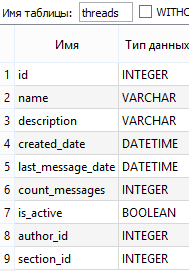 Имя таблицы: threads WITHO
Имя Тип данных
1 id INTEGER
2 name VARCHAR
3 description VARCHAR
4 created_date DATETIME
5 last_message_date DATETIME
6 count_messages INTEGER
7 is_active BOOLEAN
8 author_id INTEGER
9 section_id INTEGER